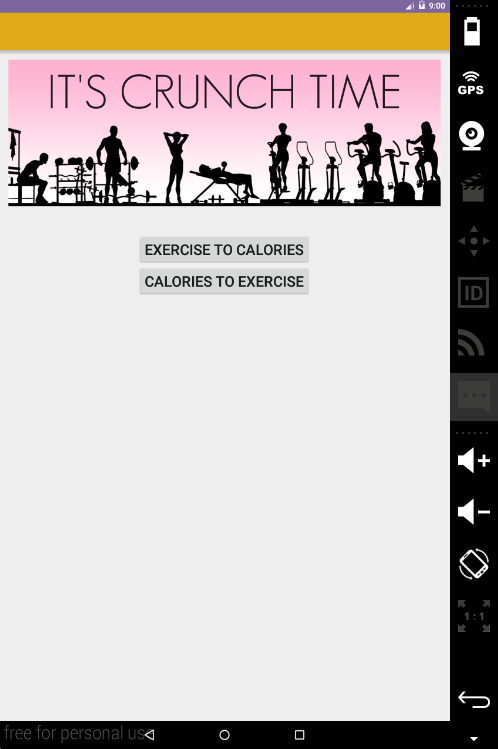 9:00
IT'S CRUNCH TIME
GPS
EXERCISE TO CALORIES
CALORIES TO EXERCISE
ID
1:1
free for personal us